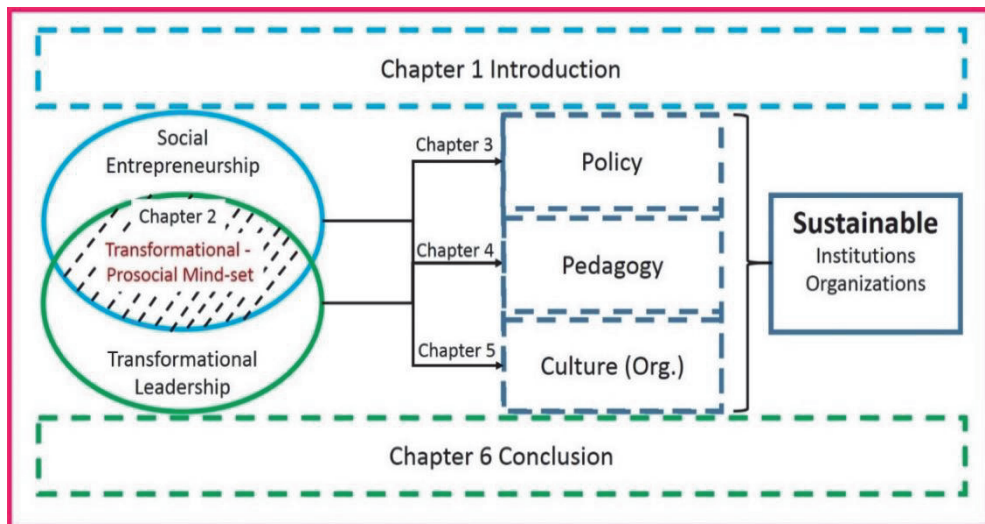 Chapter 1 Introduction
Social
Entrepreneurship
Chapter 2
Transformational -
Prosocial Mind-set
Transformational
Leadership
Chapter 3
Policy
Chapter 4
Pedagogy
Chapter 5
Culture (Org.)
Sustainable
Institutions
Organizations
Chapter 6 Conclusion